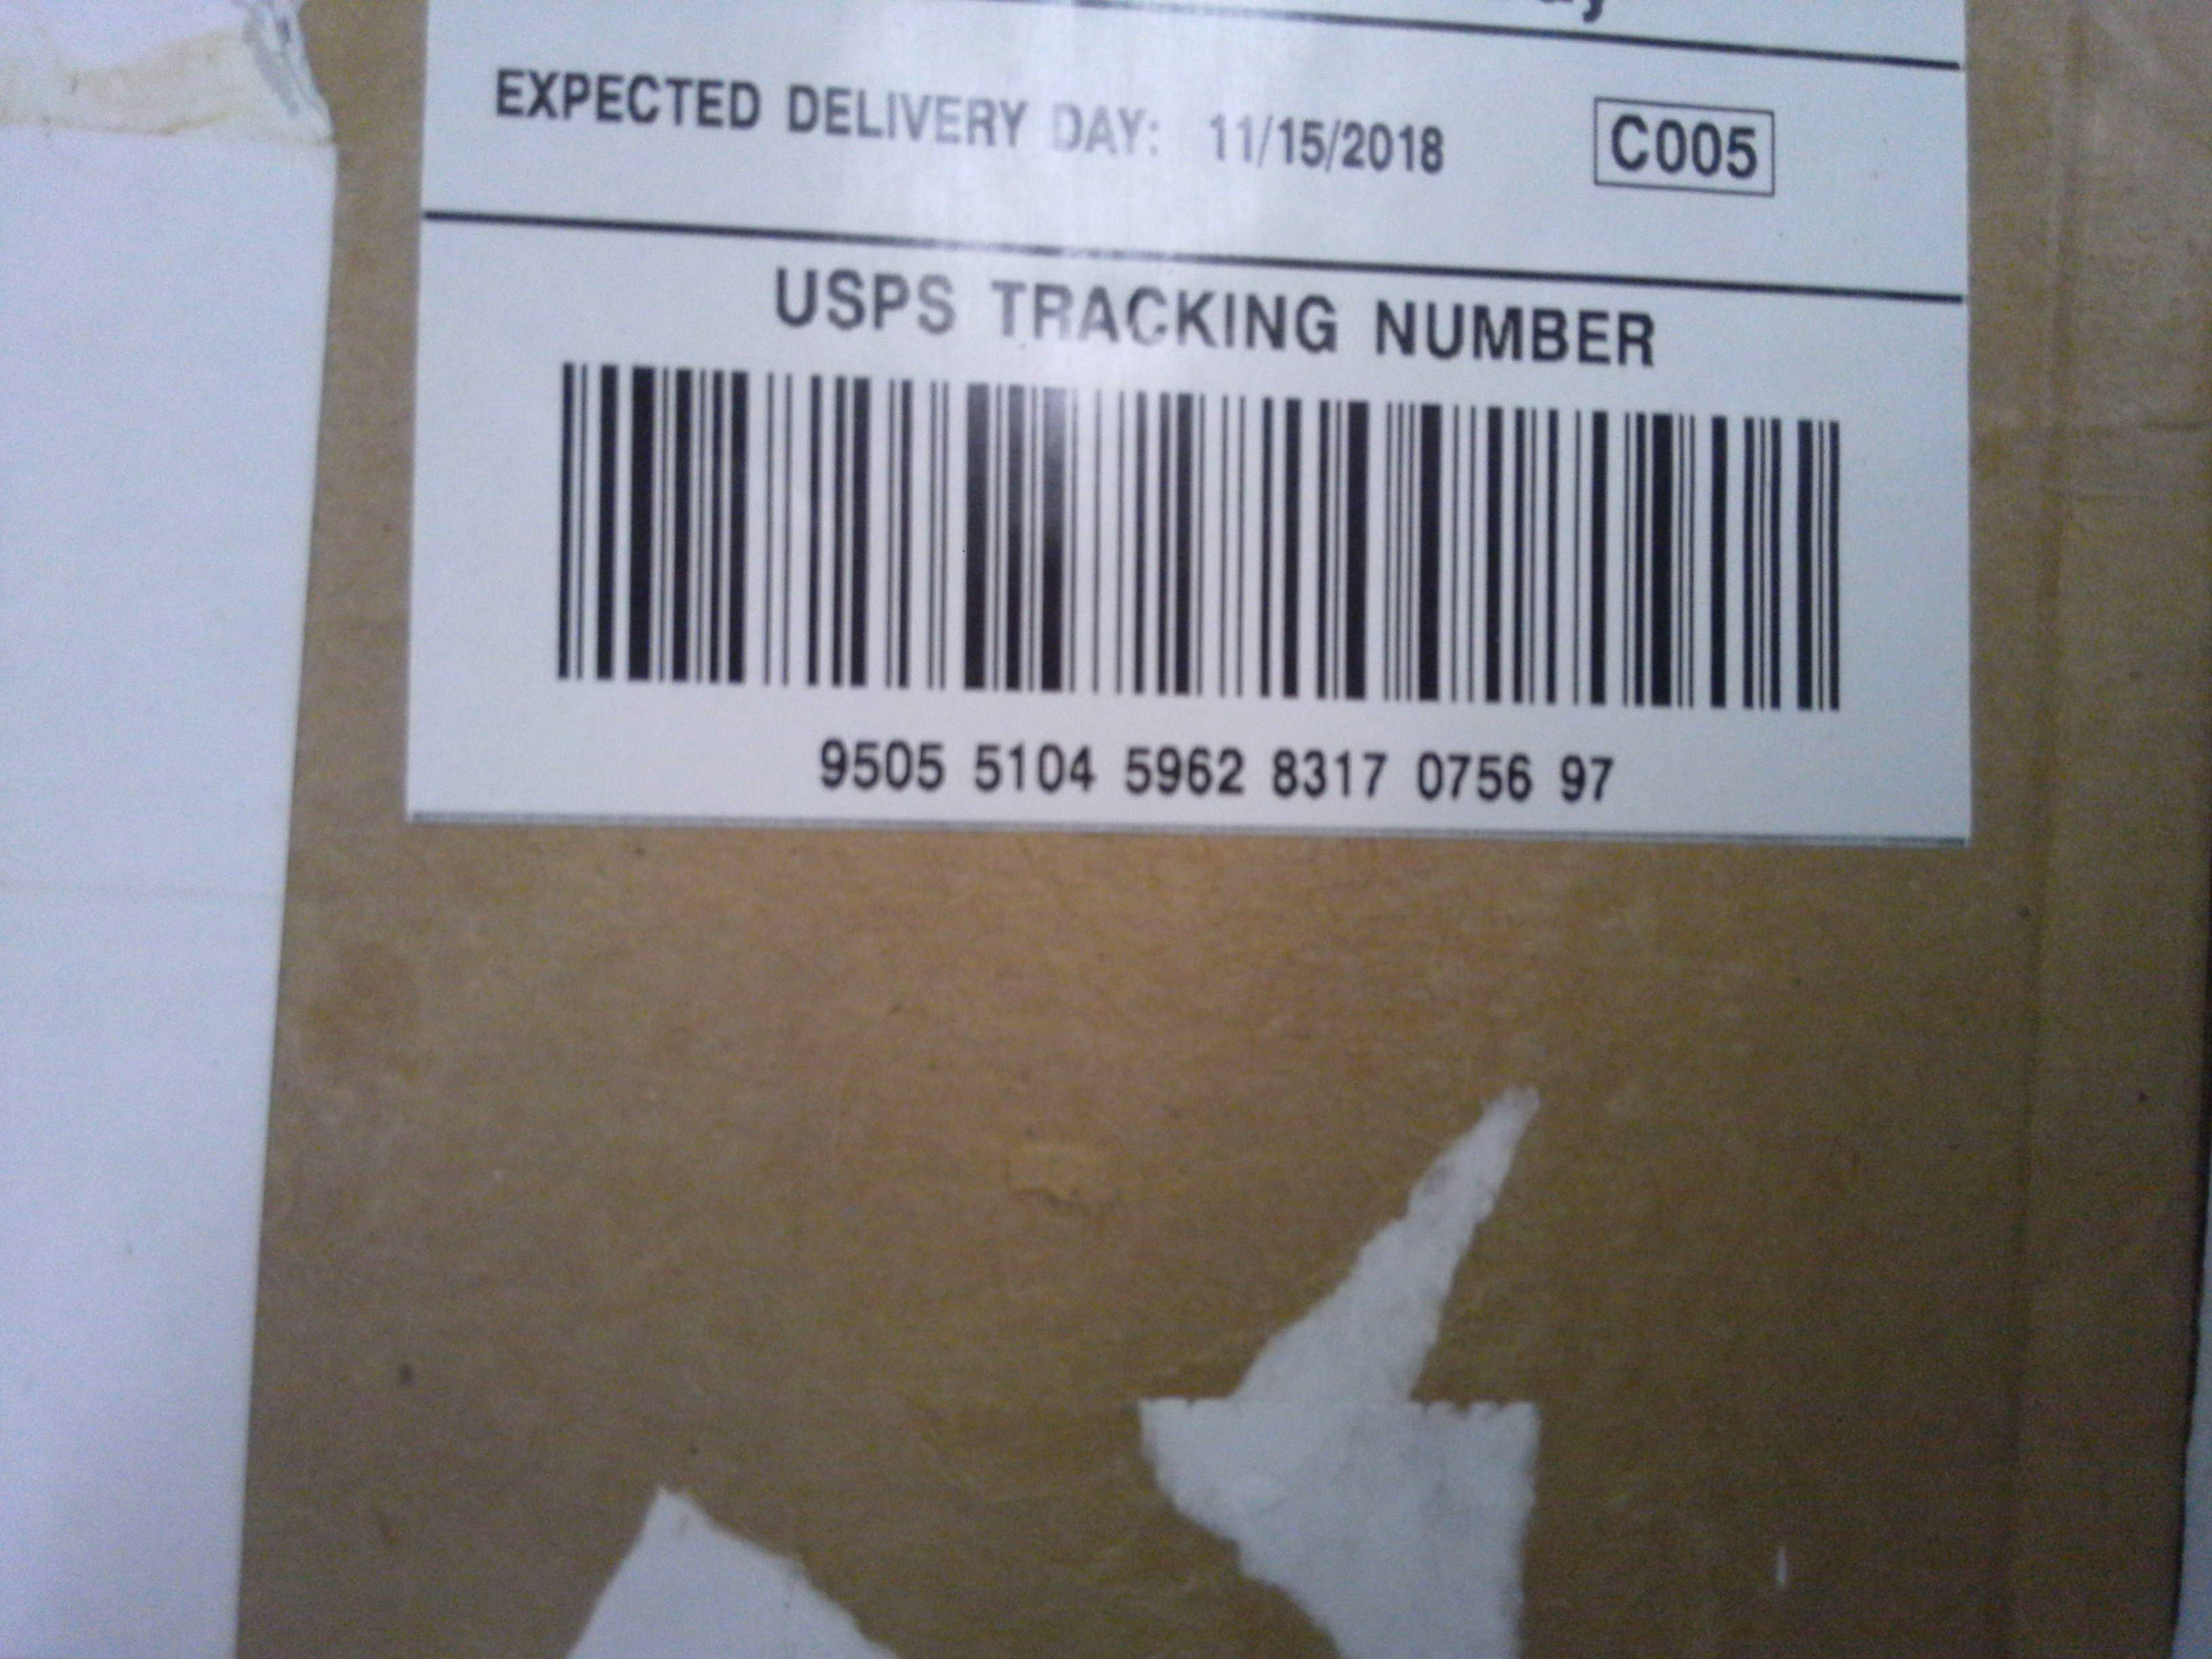 EXPECTED DELIVERY DAY: 11/15/2018
C005
USPS TRACKING NUMBER
9505 5104 5962 8317 0756 97